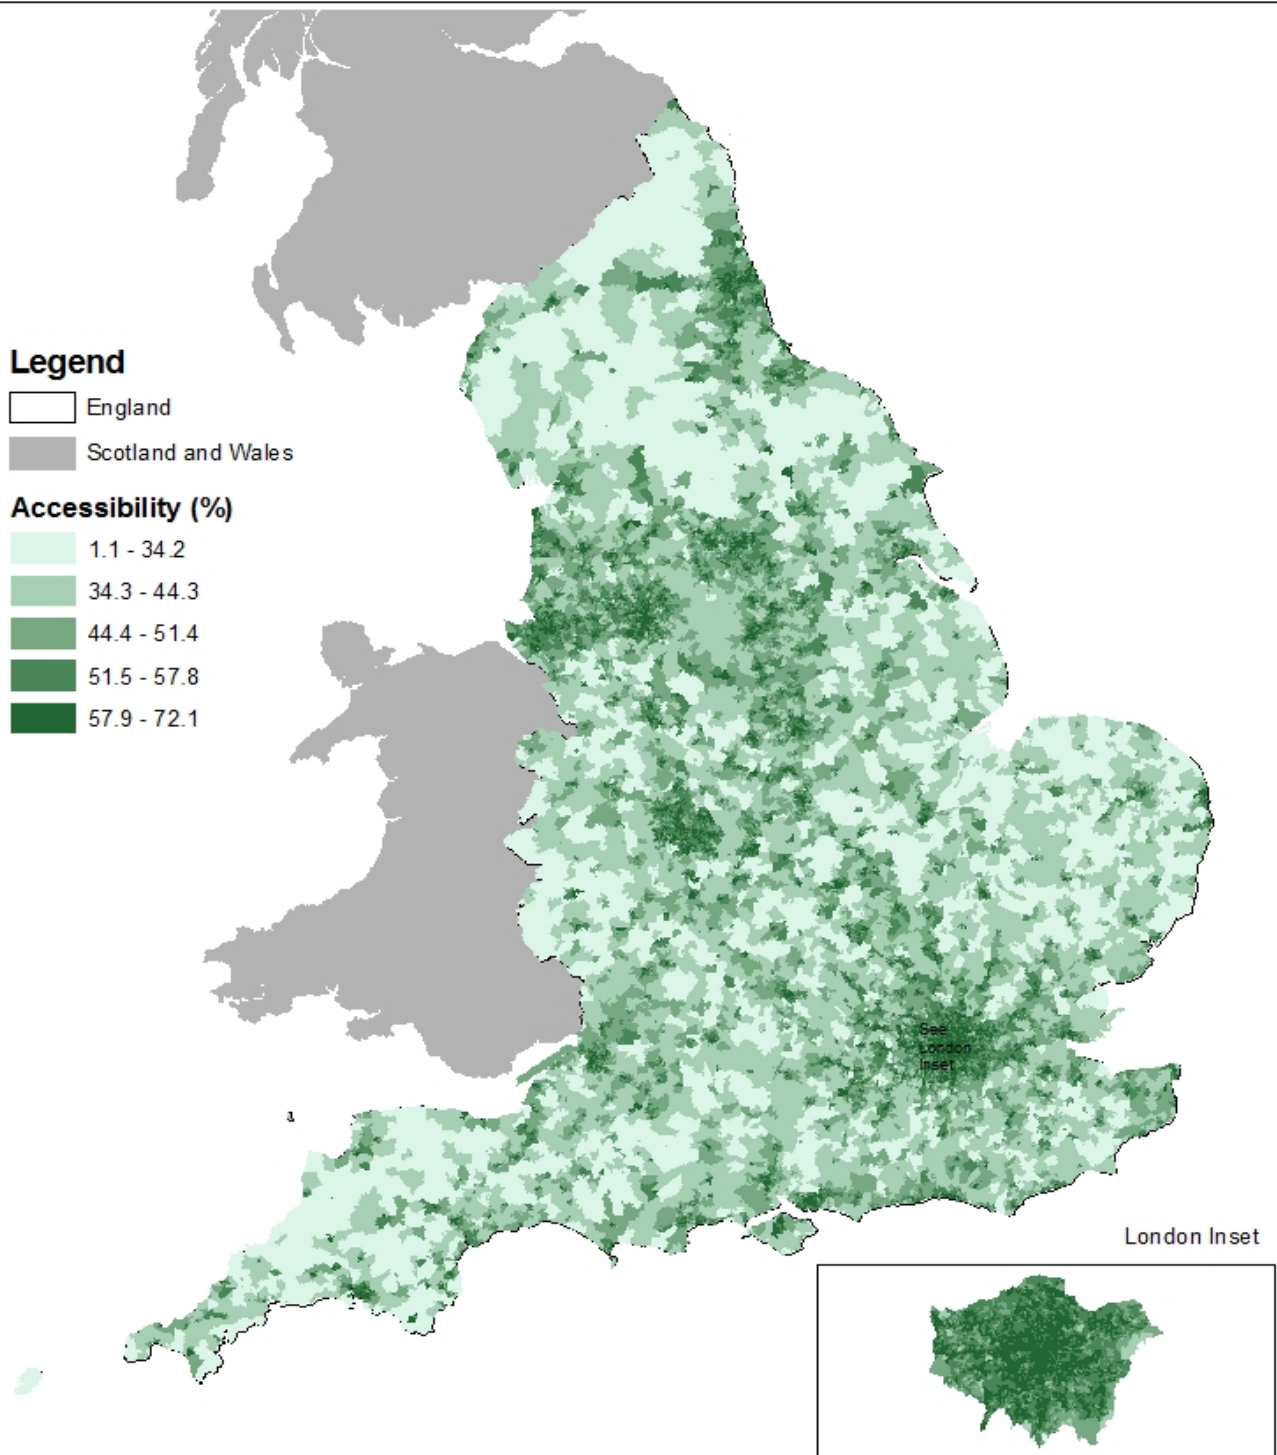 Legend
England
Scotland and Wales
Accessibility (%)
1.1 - 34.2
34.3 - 44.3
44.4 - 51.4
51.5 - 57.8
57.9 - 72.1
See
London
Inset
London Inset